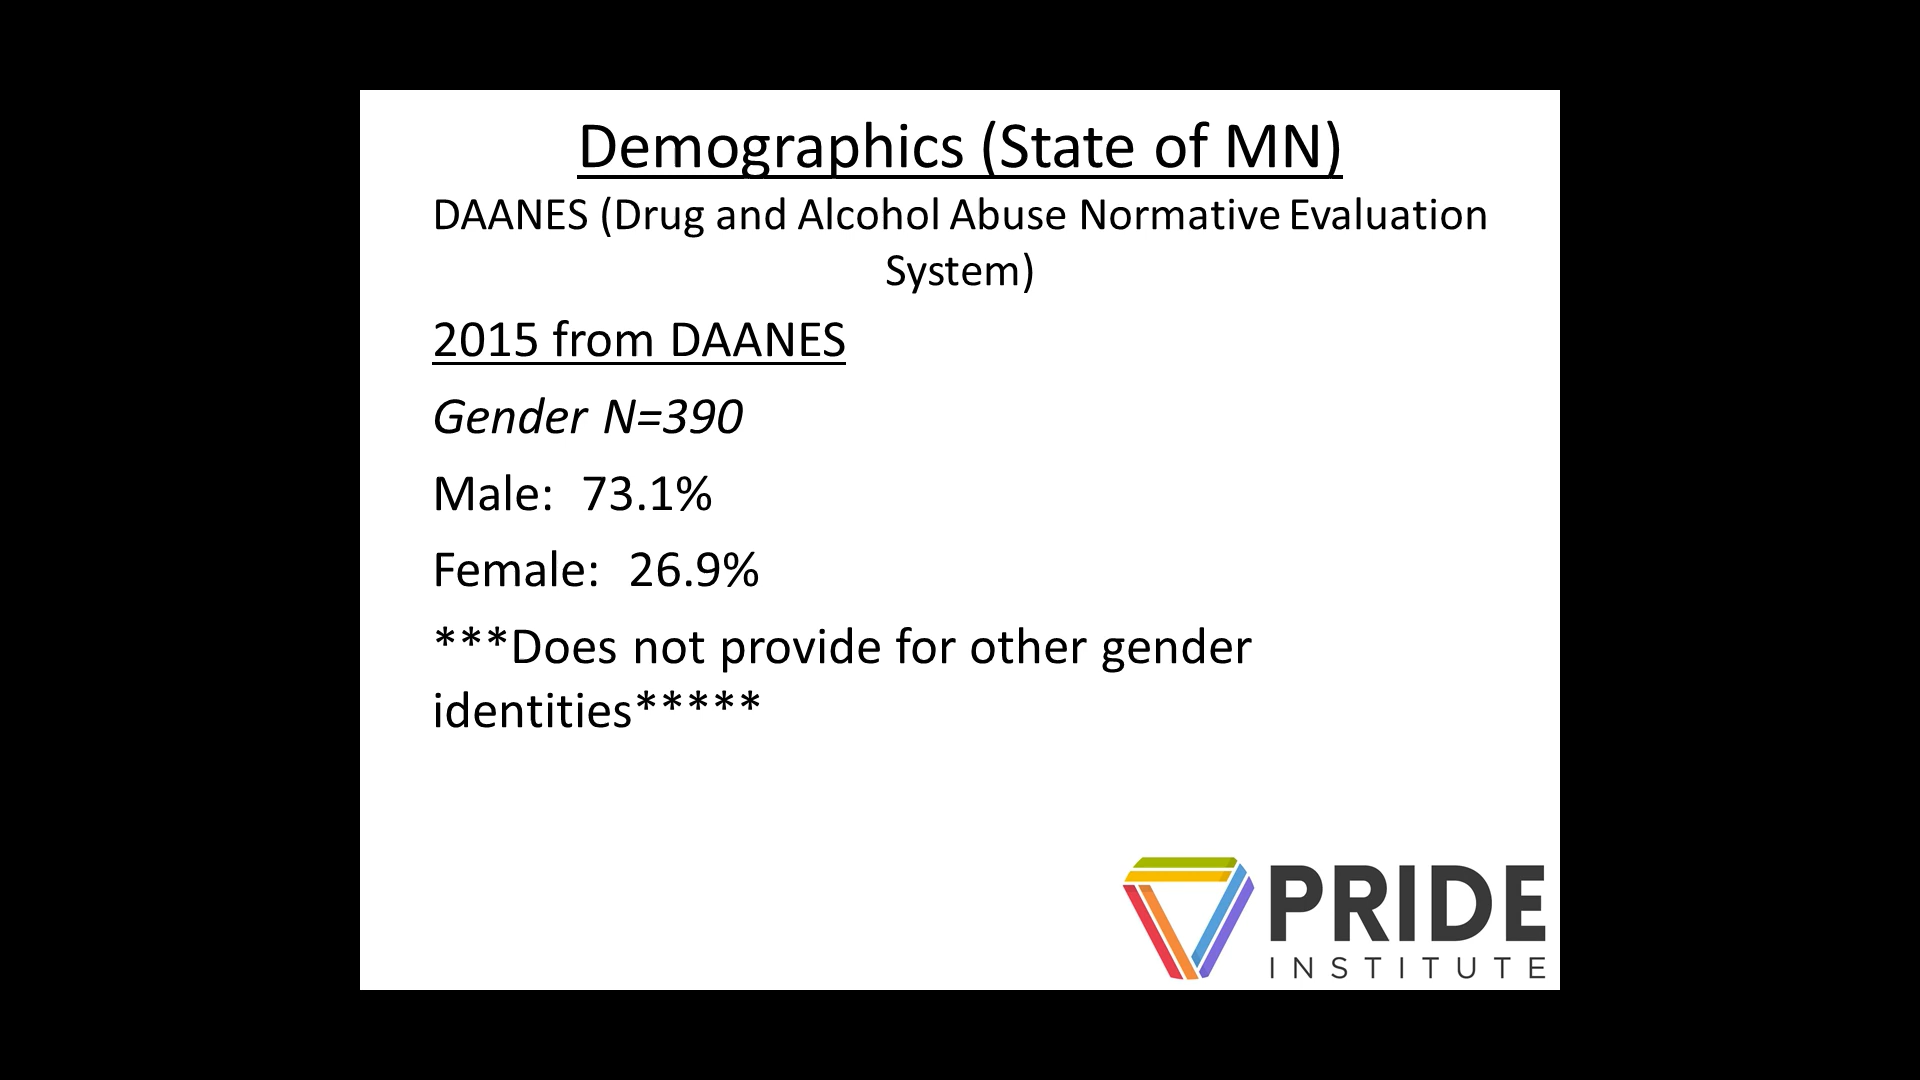 Demographics (State of MN)
DAANES (Drug and Alcohol Abuse Normative Evaluation
System)
2015 from DAANES
Gender N=390
Male:  73.1%
Female:  26.9%
***Does not provide for other gender
identities*****
PRIDE
INSTITUTE